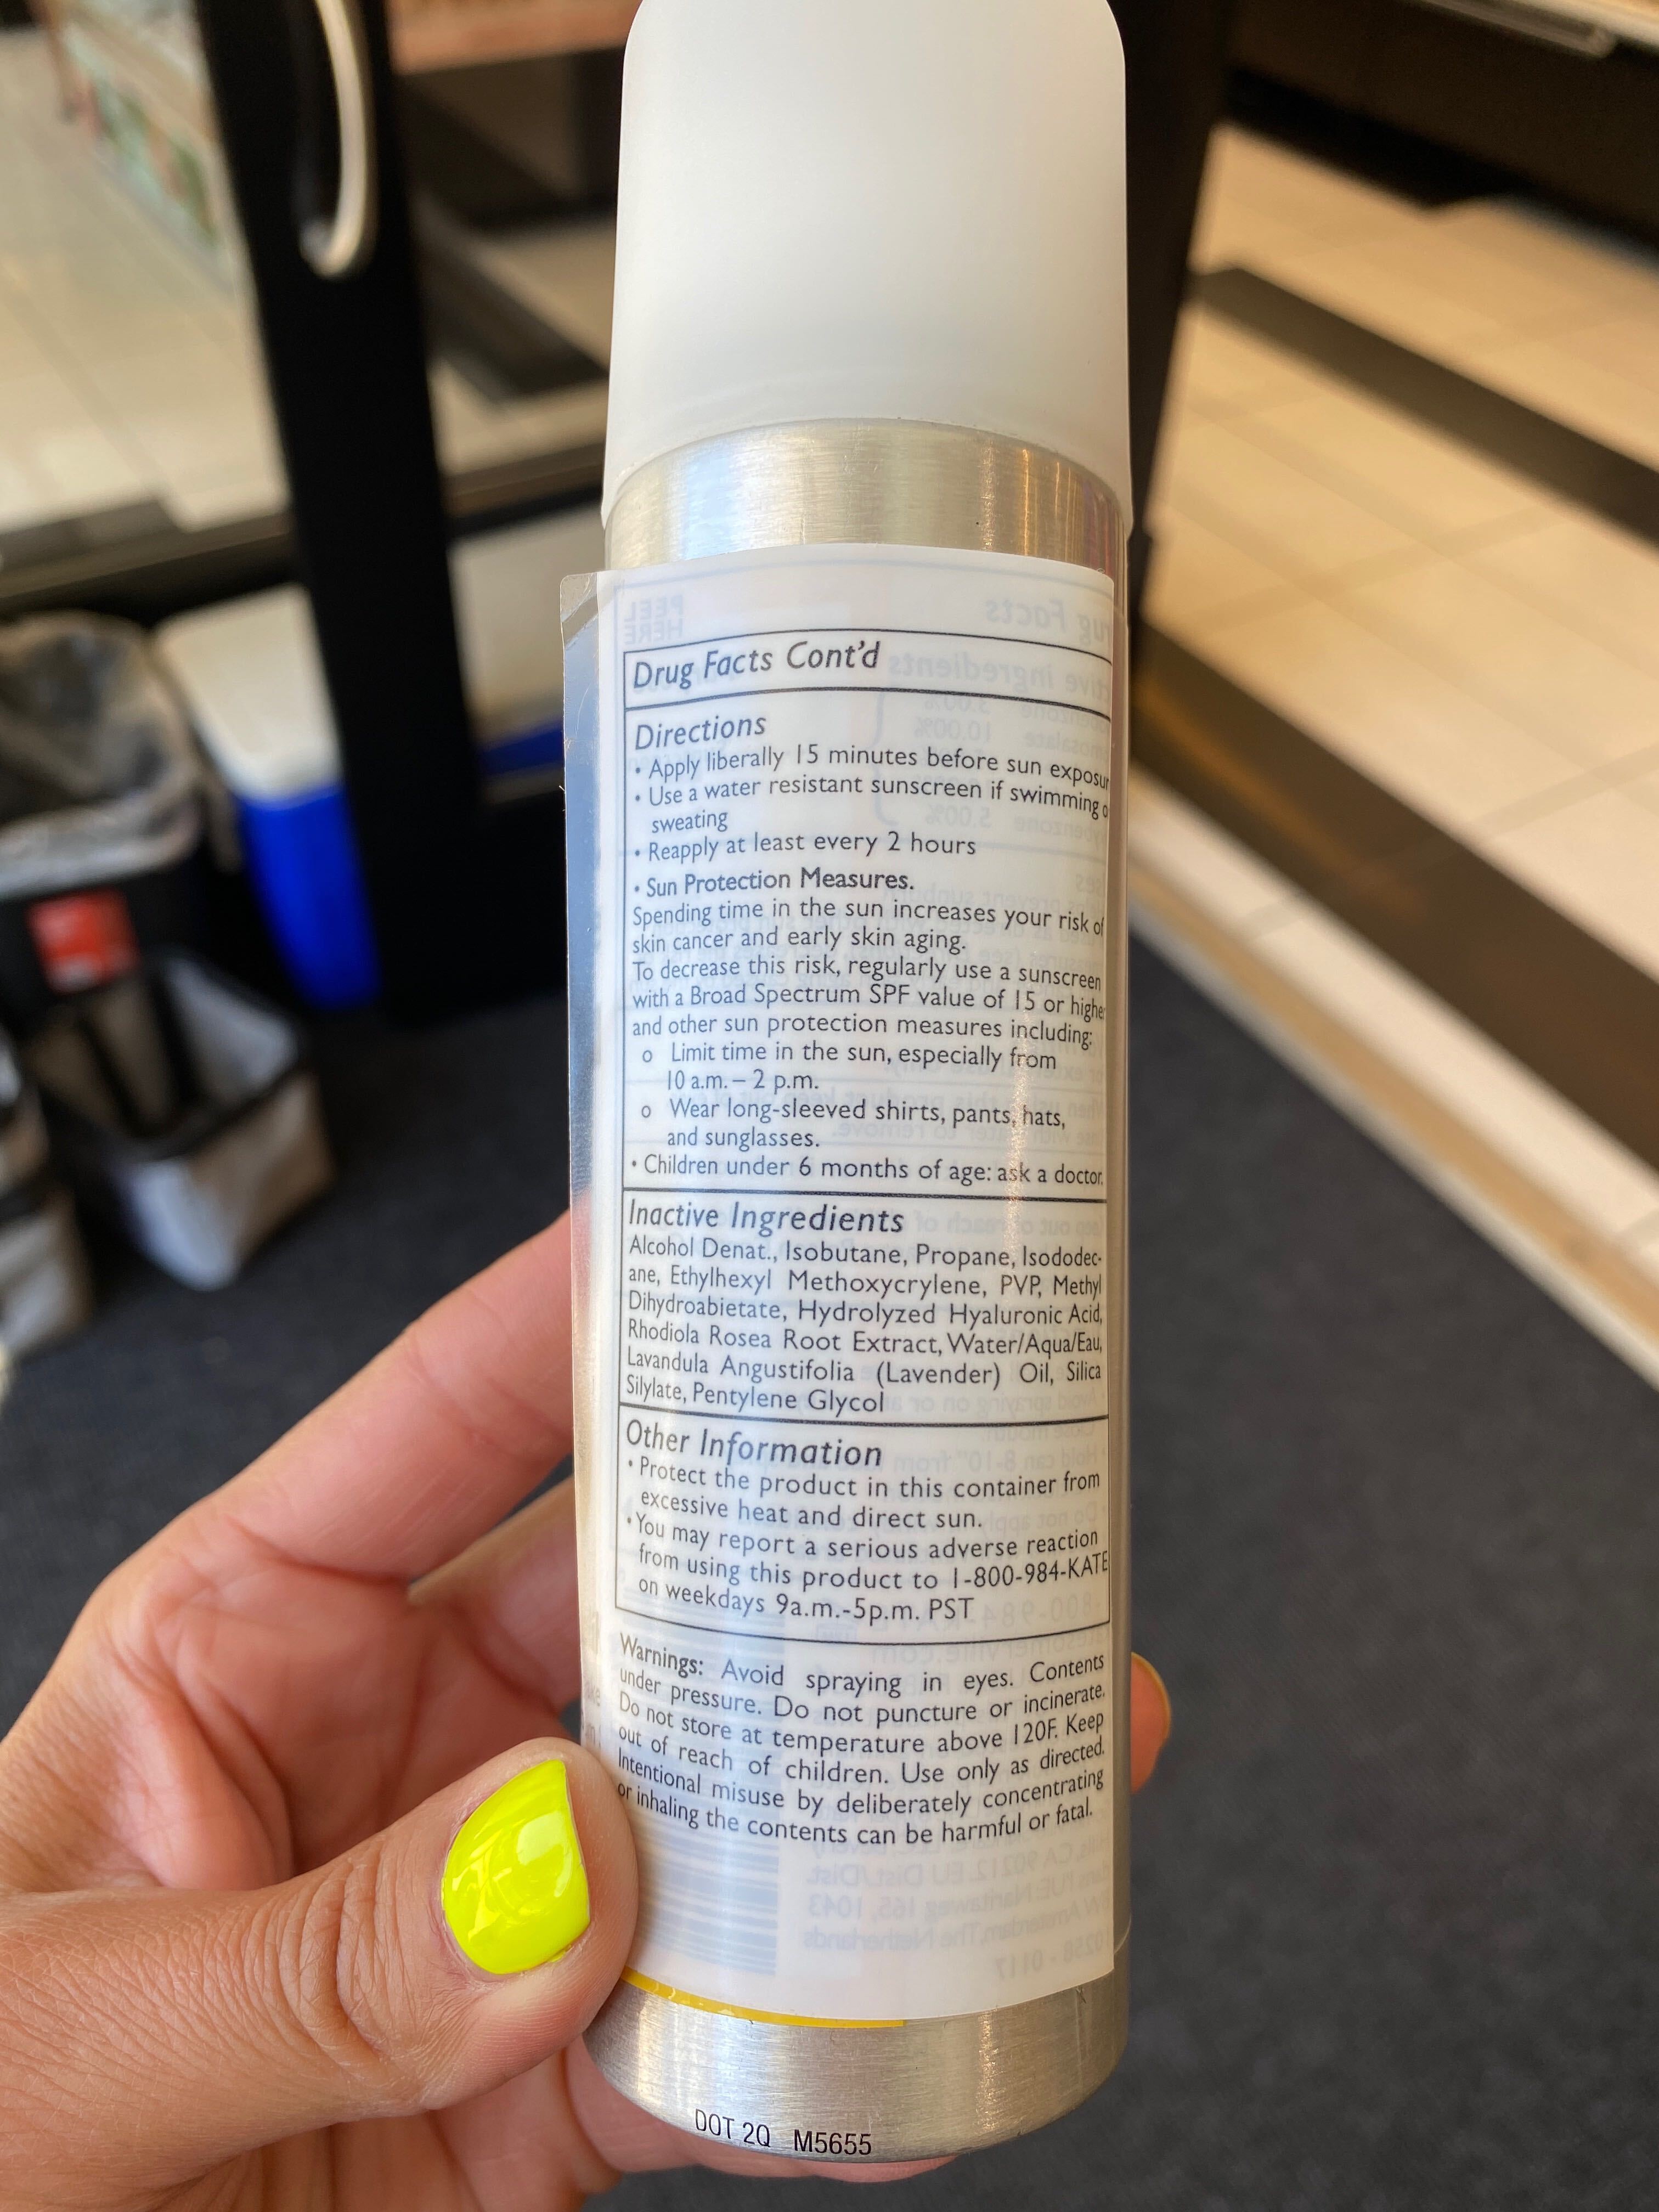 PEEL
HERE
Drug Facts
Drug Facts Cont'd
Directions
• Apply liberally 15 minutes before sun exposur
• Use a water resistant sunscreen if swimming o
sweating
• Reapply at least every 2 hours
• Sun Protection Measures.
Spending time in the sun increases your risk of
skin cancer and early skin aging.
To decrease this risk, regularly use a sunscreen
with a Broad Spectrum SPF value of 15 or highe
and other sun protection measures including:
o Limit time in the sun, especially from
10 a.m. – 2 p.m.
o Wear long-sleeved shirts, pants, hats,
and sunglasses.
• Children under 6 months of age: ask a doctor.
Inactive Ingredients
Alcohol Denat., Isobutane, Propane, Isododec-
ane, Ethylhexyl Methoxycrylene, PVP, Methyl
Dihydroabietate, Hydrolyzed Hyaluronic Acid,
Rhodiola Rosea Root Extract, Water/Aqua/Eau,
Lavandula Angustifolia (Lavender) Oil, Silica
Silylate, Pentylene Glycol
Other Information
• Protect the product in this container from
excessive heat and direct sun.
• You may report a serious adverse reaction
from using this product to 1-800-984-KATE
on weekdays 9a.m.-5p.m. PST
Warnings: Avoid spraying in eyes. Contents
under pressure. Do not puncture or incinerate.
Do not store at temperature above 120F. Keep
out of reach of children. Use only as directed.
Intentional misuse by deliberately concentrating
or inhaling the contents can be harmful or fatal.
DOT 2Q M5655